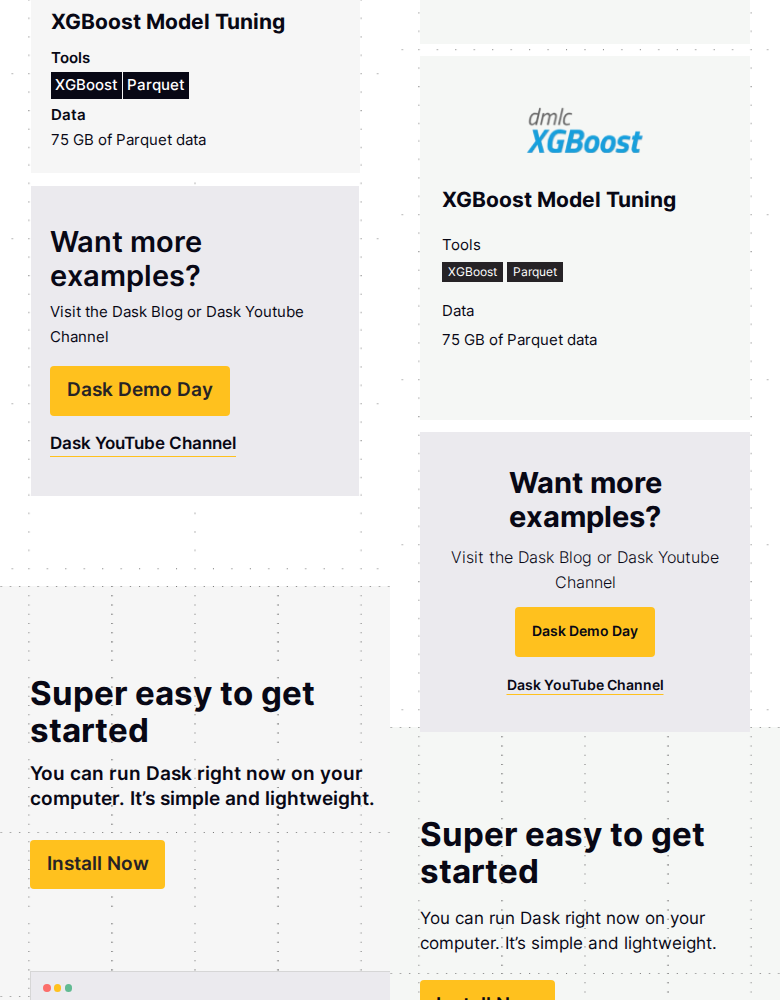 XGBoost Model Tuning
Tools
XGBoost Parquet
Data
75 GB of Parquet data
Want more
examples?
Visit the Dask Blog or Dask Youtube
Channel
Dask Demo Day
Dask YouTube Channel
Super easy to get
started
You can run Dask right now on your
computer. It’s simple and lightweight.
Install Now
dmlc
XGBoost
XGBoost Model Tuning
Tools
XGBoost Parquet
Data
75 GB of Parquet data
Want more
examples?
Visit the Dask Blog or Dask Youtube
Channel
Dask Demo Day
Dask YouTube Channel
Super easy to get
started
You can run Dask right now on your
computer. It’s simple and lightweight.